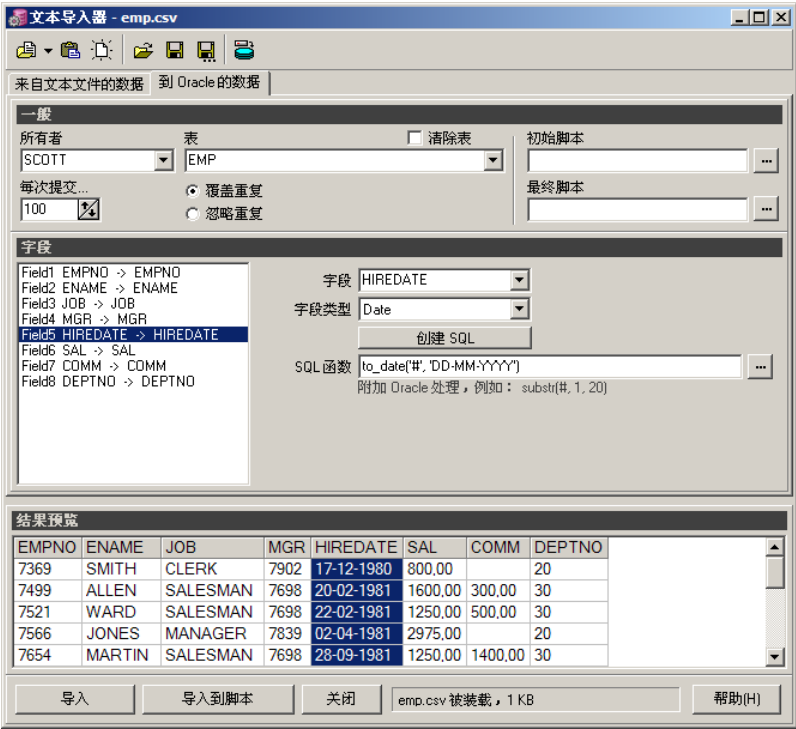 文本导入器 - emp.csv
来自文本文件的数据 到 Oracle 的数据
一般
所有者 表 清除表 初始脚本
SCOTT EMP ...
每次提交... 覆盖重复 最终脚本
100 忽略重复 ...
字段
Field1 EMPNO -> EMPNO
Field2 ENAME -> ENAME
Field3 JOB -> JOB
Field4 MGR -> MGR
Field5 HIREDATE -> HIREDATE
Field6 SAL -> SAL
Field7 COMM -> COMM
Field8 DEPTNO -> DEPTNO
字段 HIREDATE
字段类型 Date
创建 SQL
SQL 函数 to_date('#', 'DD-MM-YYYY') ...
附加 Oracle 处理，例如： substr(#, 1, 20)
结果预览
EMPNO ENAME JOB MGR HIREDATE SAL COMM DEPTNO
7369 SMITH CLERK 7902 17-12-1980 800,00 20
7499 ALLEN SALESMAN 7698 20-02-1981 1600,00 300,00 30
7521 WARD SALESMAN 7698 22-02-1981 1250,00 500,00 30
7566 JONES MANAGER 7839 02-04-1981 2975,00 20
7654 MARTIN SALESMAN 7698 28-09-1981 1250,00 1400,00 30
导入 导入到脚本 关闭 emp.csv 被装载，1 KB 帮助(H)